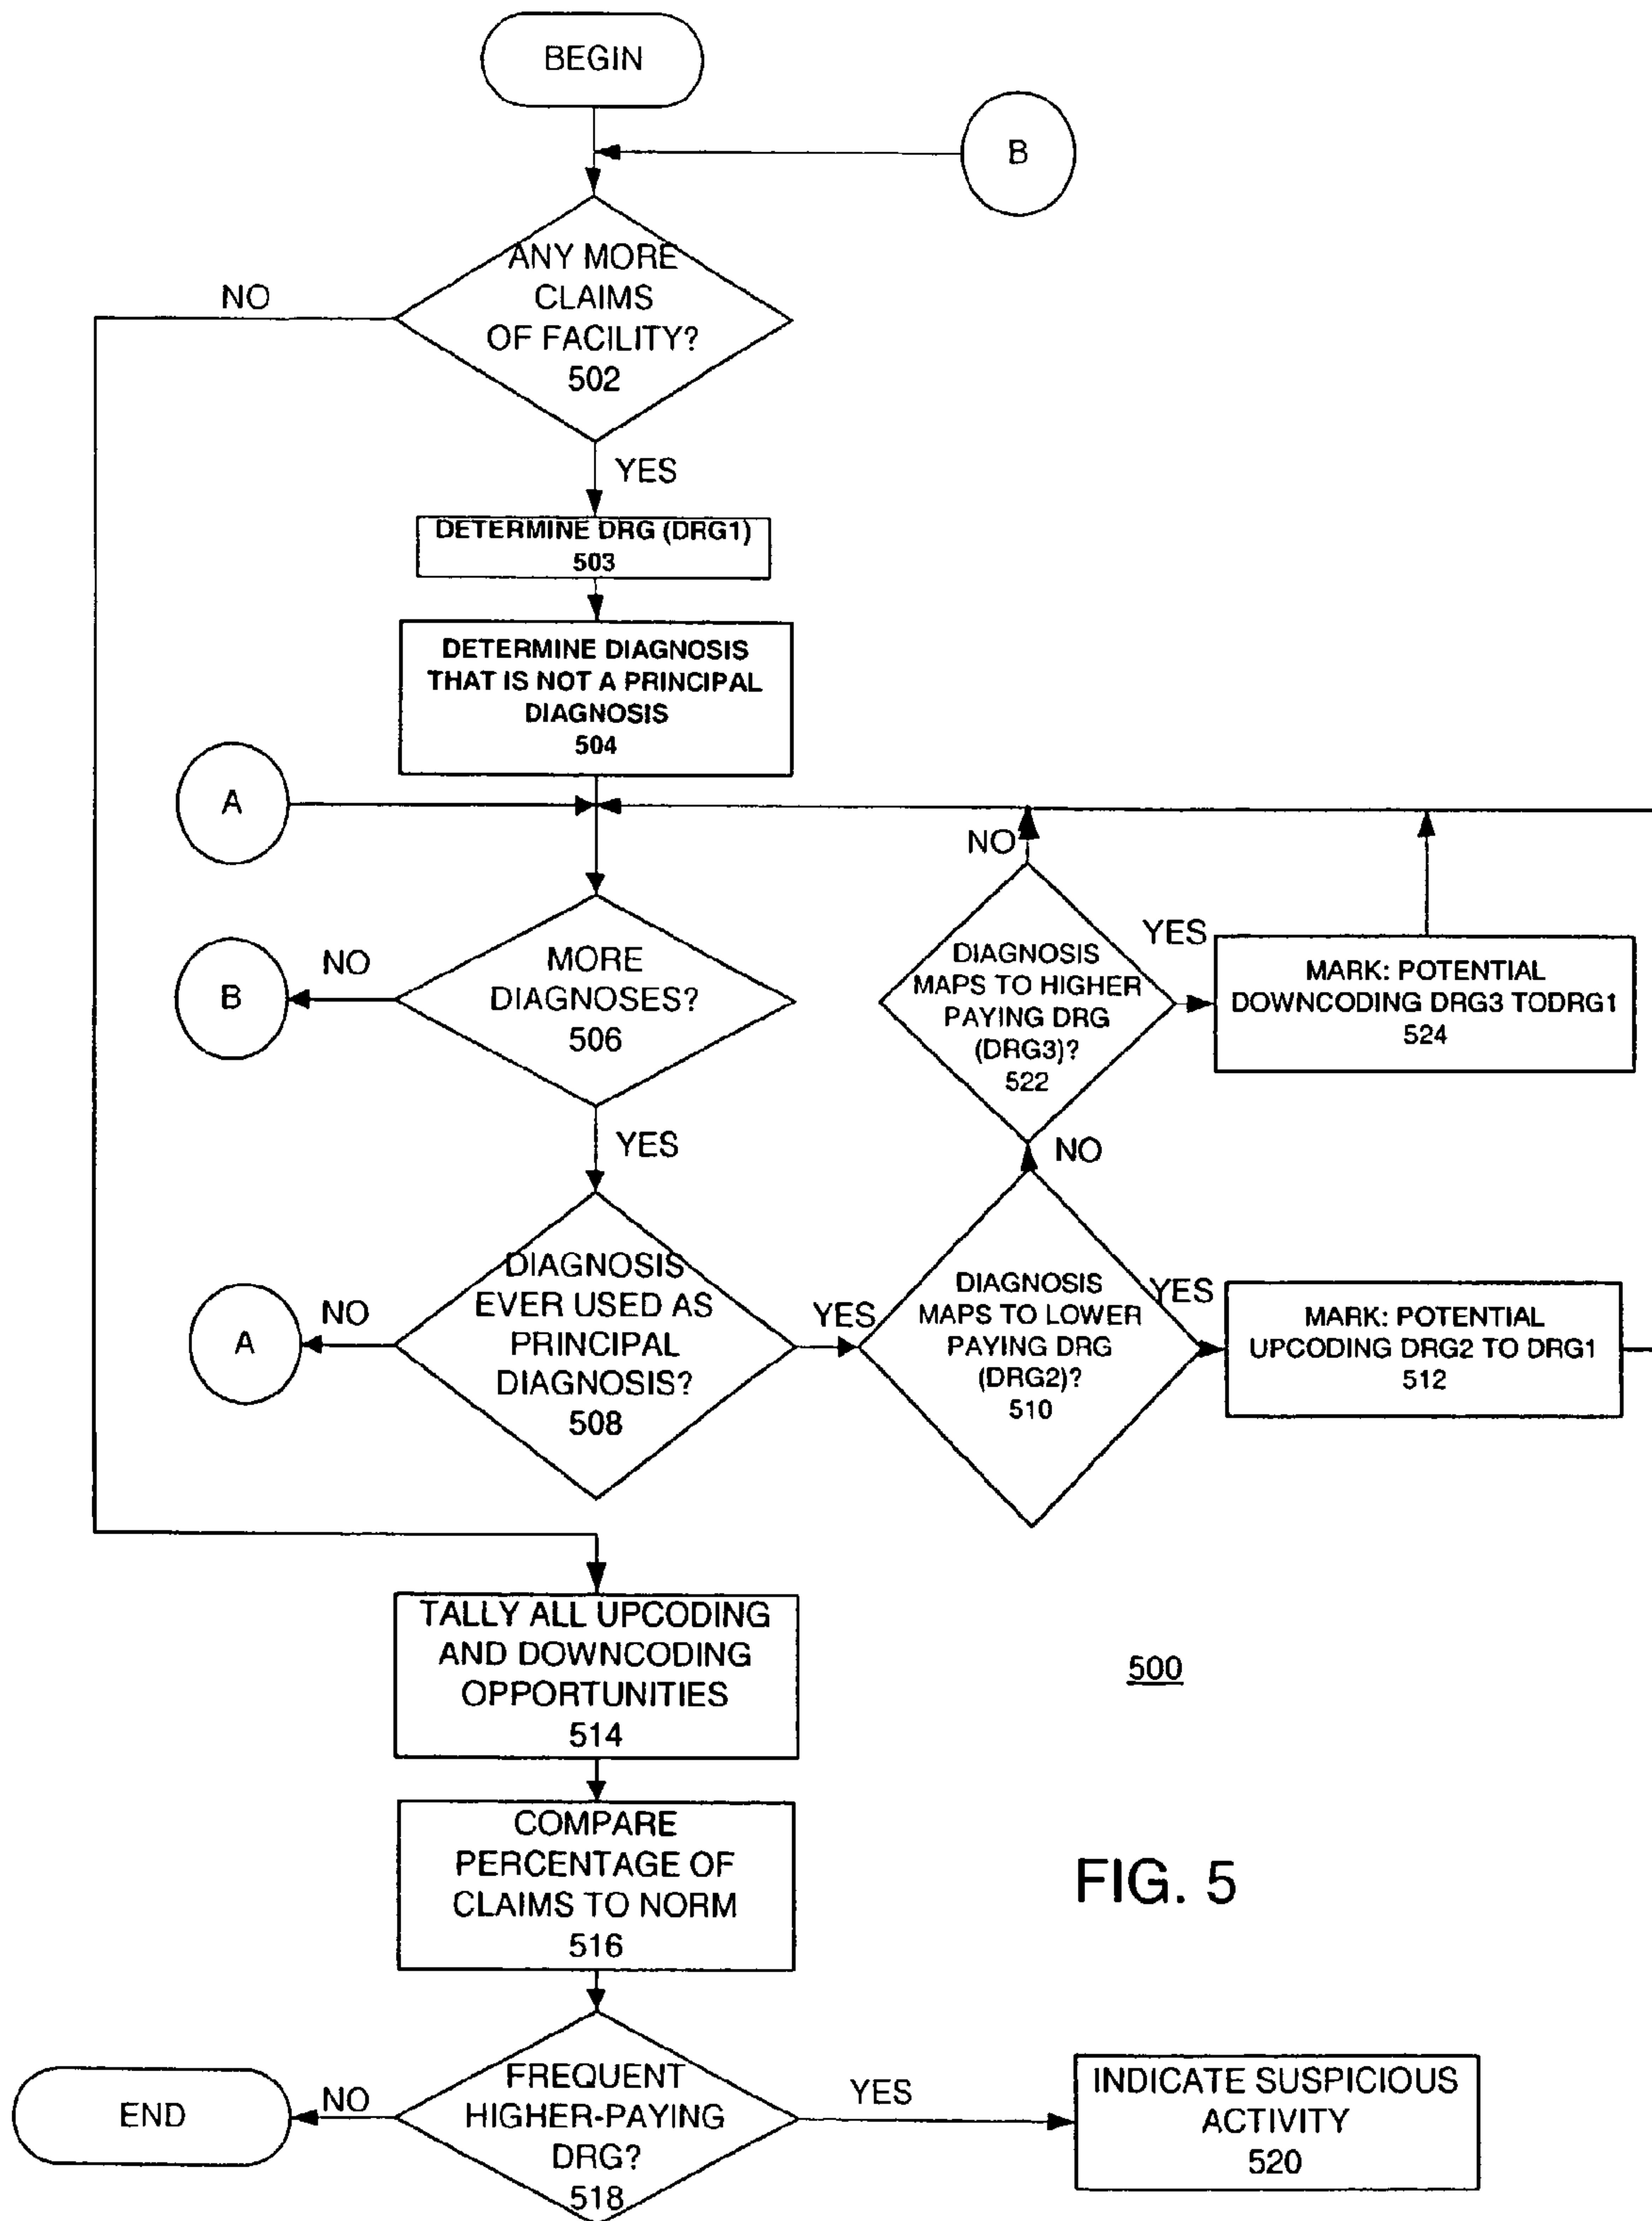 BEGIN
B
ANY MORE
CLAIMS
OF FACILITY?
502
NO
YES
DETERMINE DRG (DRG1)
503
DETERMINE DIAGNOSIS
THAT IS NOT A PRINCIPAL
DIAGNOSIS
504
A
NO
MORE
DIAGNOSES?
506
NO
B
YES
DIAGNOSIS
MAPS TO HIGHER
PAYING DRG
(DRG3)?
522
YES
MARK: POTENTIAL
DOWNCODING DRG3 TODRG1
524
NO
DIAGNOSIS
EVER USED AS
PRINCIPAL
DIAGNOSIS?
508
NO
A
YES
DIAGNOSIS
MAPS TO LOWER
PAYING DRG
(DRG2)?
510
YES
MARK: POTENTIAL
UPCODING DRG2 TO DRG1
512
TALLY ALL UPCODING
AND DOWNCODING
OPPORTUNITIES
514
500
COMPARE
PERCENTAGE OF
CLAIMS TO NORM
516
FIG. 5
FREQUENT
HIGHER-PAYING
DRG?
518
NO
END
YES
INDICATE SUSPICIOUS
ACTIVITY
520